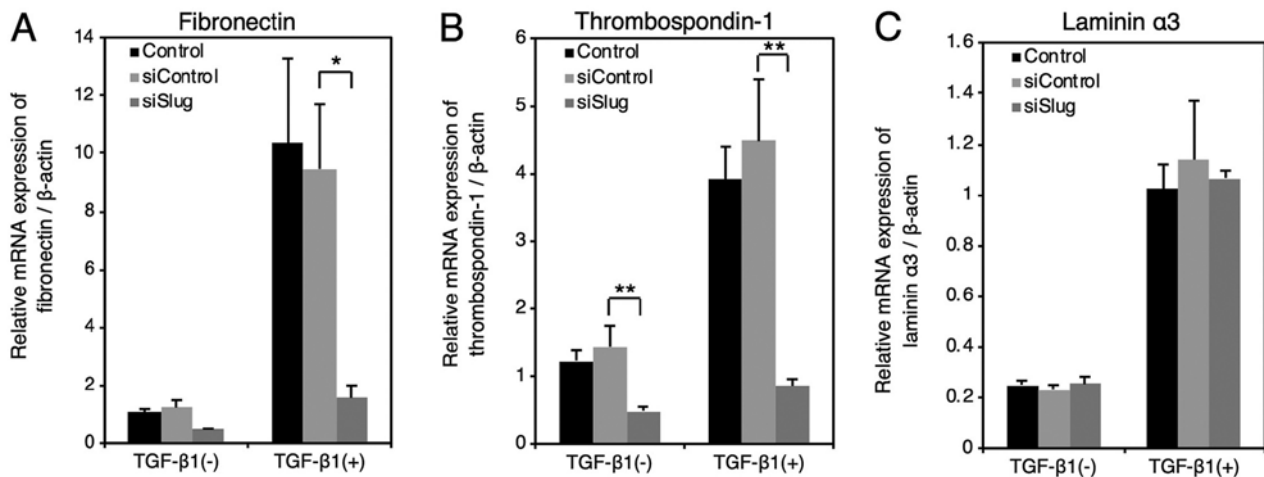 A
Fibronectin
Relative mRNA expression of
fibronectin / β-actin
14
12
10
8
6
4
2
0
Control
siControl
siSlug
*
TGF-β1(-)
TGF-β1(+)
B
Thrombospondin-1
Relative mRNA expression of
thrombospondin-1 / β-actin
6
5
4
3
2
1
0
Control
siControl
siSlug
**
**
TGF-β1(-)
TGF-β1(+)
C
Laminin α3
Relative mRNA expression of
laminin α3 / β-actin
1.6
1.4
1.2
1
0.8
0.6
0.4
0.2
0
Control
siControl
siSlug
TGF-β1(-)
TGF-β1(+)